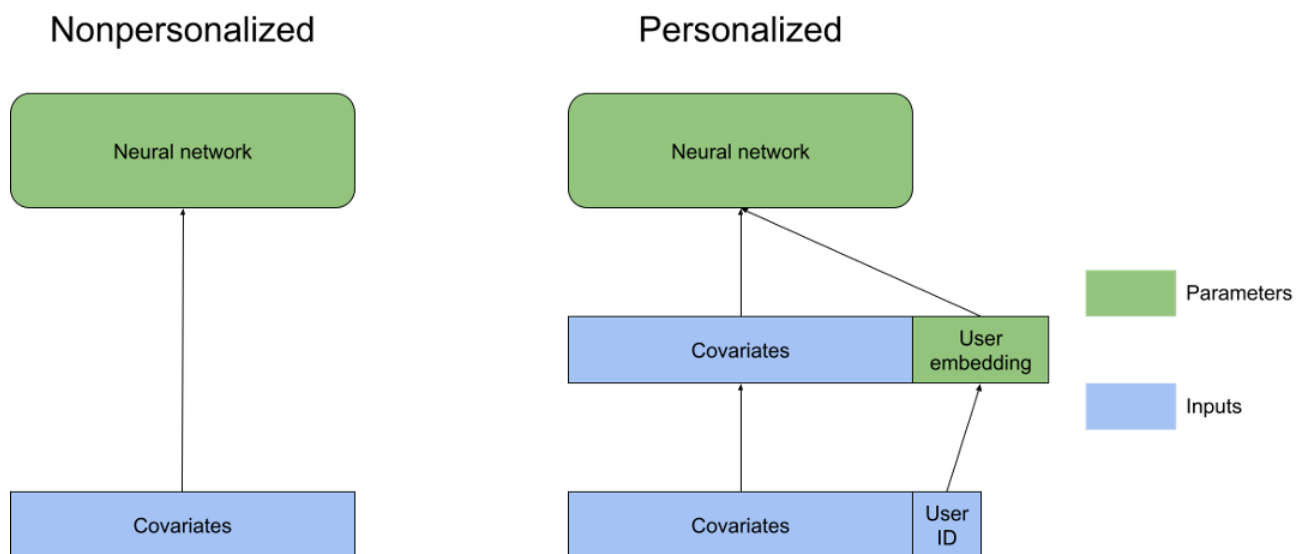 Nonpersonalized
Personalized
Neural network
Neural network
Parameters
Covariates
User
embedding
Inputs
Covariates
Covariates
User
ID